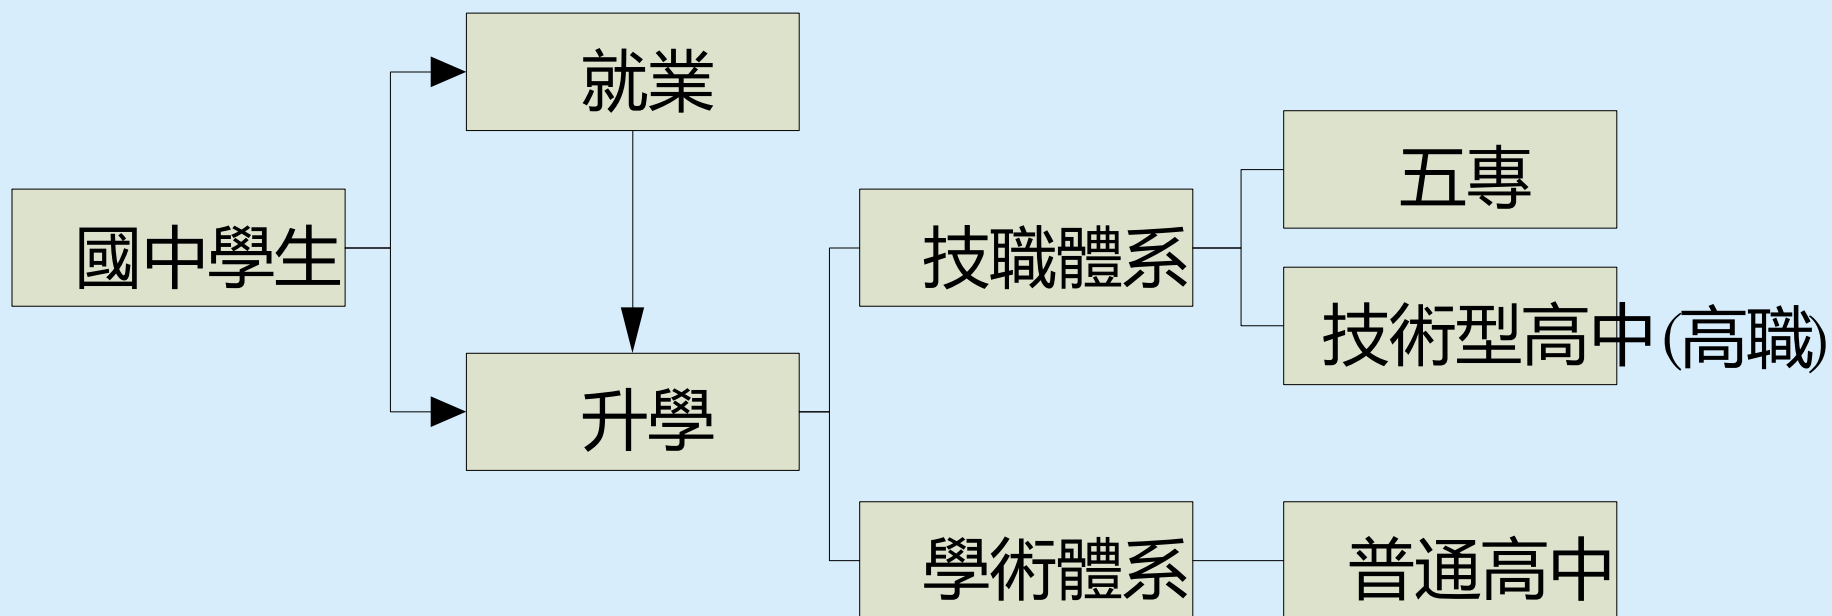 就業
五專
國中學生
技職體系
技術型高中(高職)
升學
學術體系
普通高中